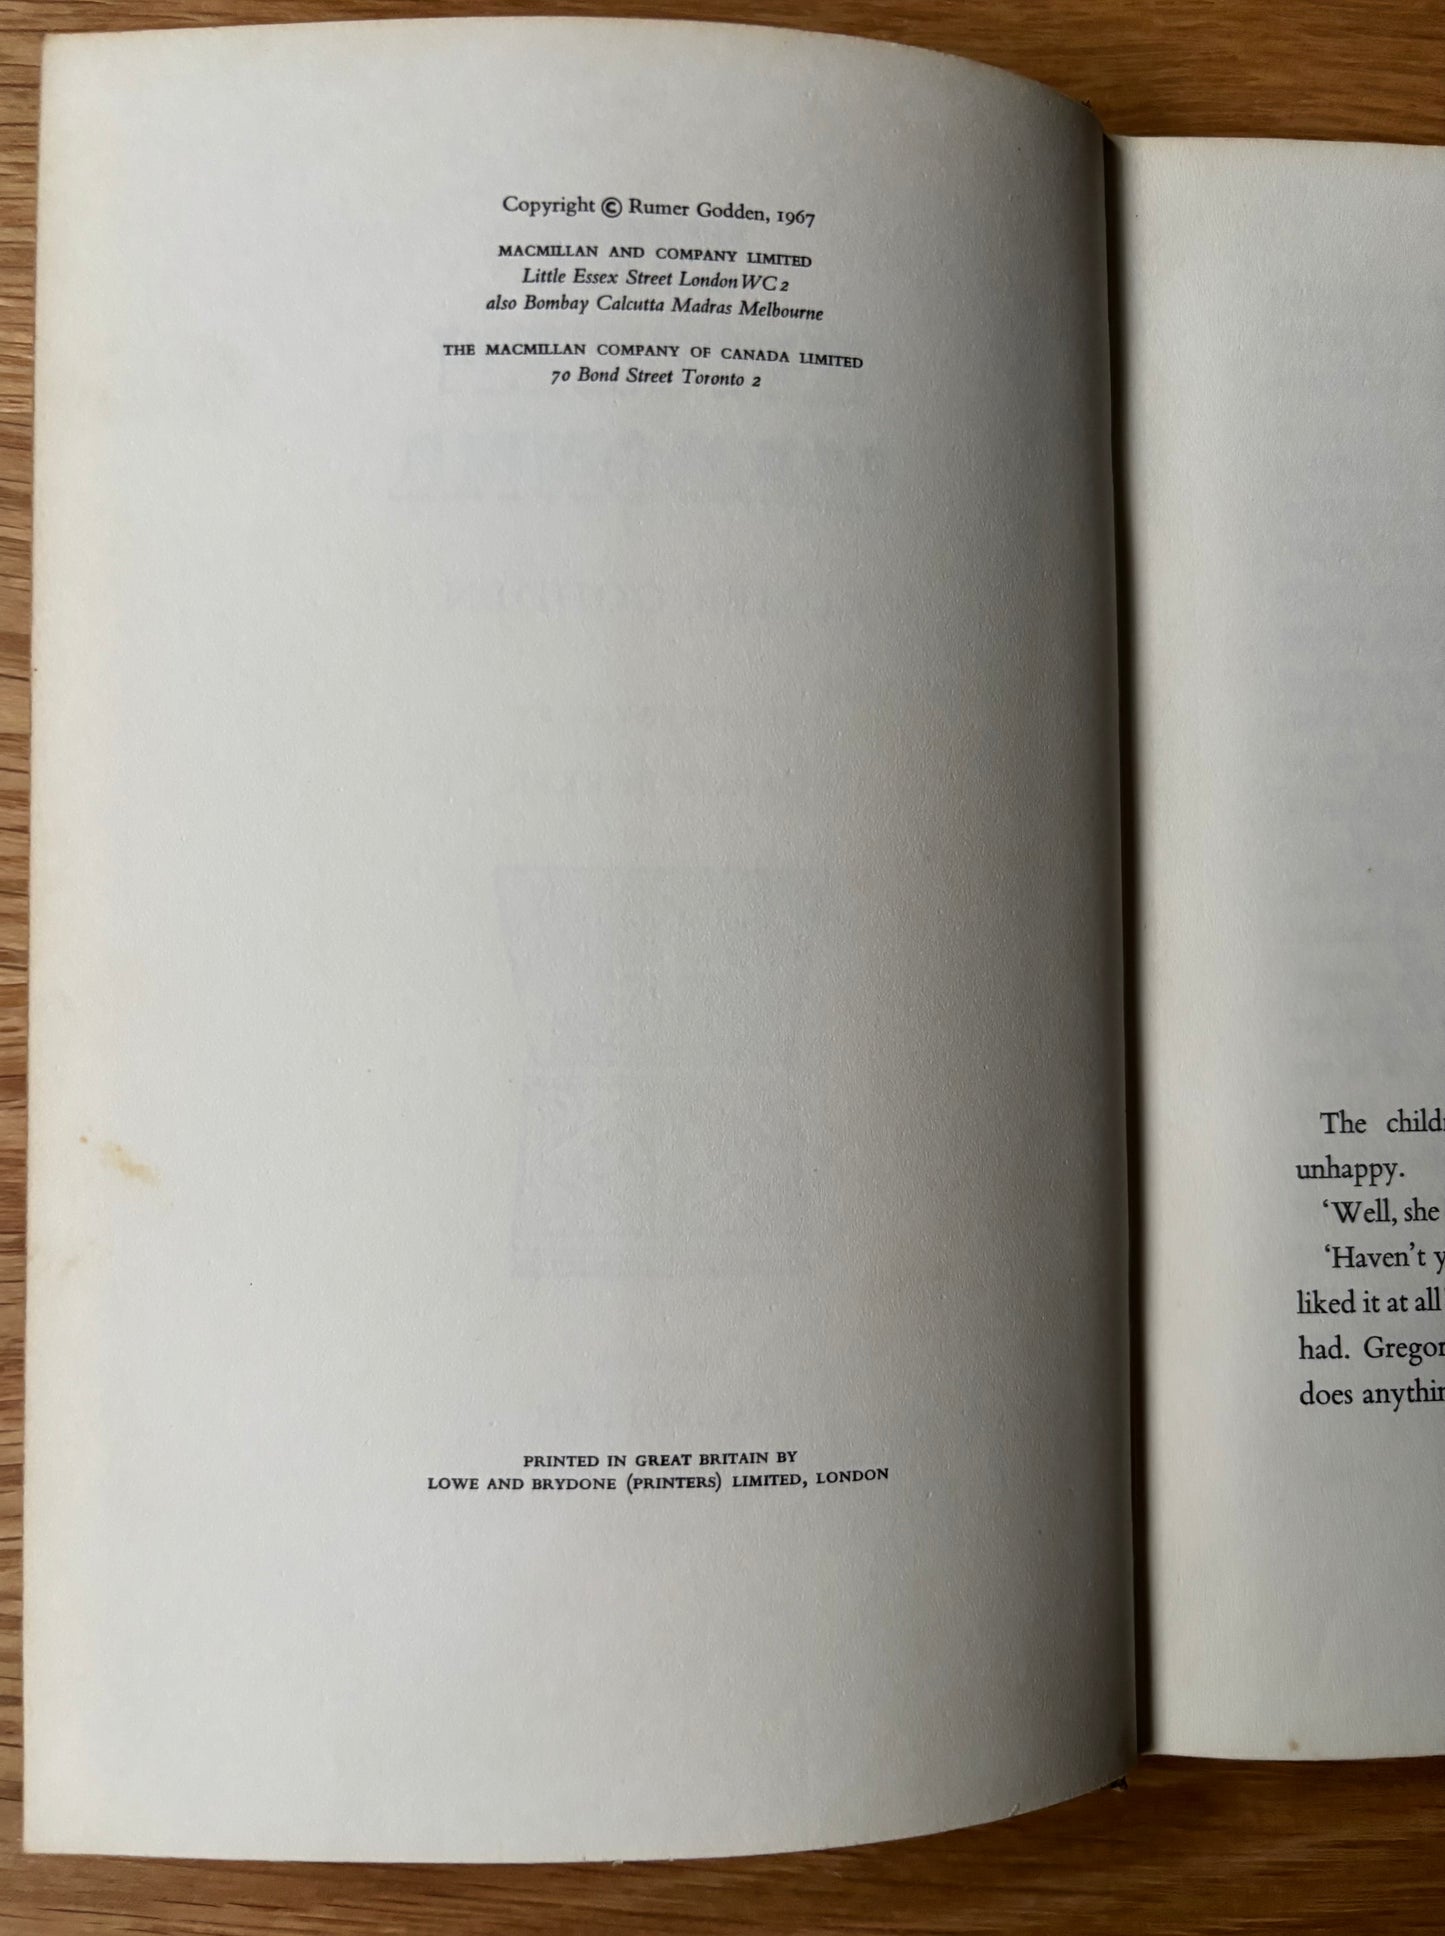 Copyright © Rumer Godden, 1967
MACMILLAN AND COMPANY LIMITED
Little Essex Street London WC2
also Bombay Calcutta Madras Melbourne
THE MACMILLAN COMPANY OF CANADA LIMITED
70 Bond Street Toronto 2
PRINTED IN GREAT BRITAIN BY
LOWE AND BRYDONE (PRINTERS) LIMITED, LONDON
The
unhappy.
‘Well, she
‘Haven’t
liked it at all
had.
does